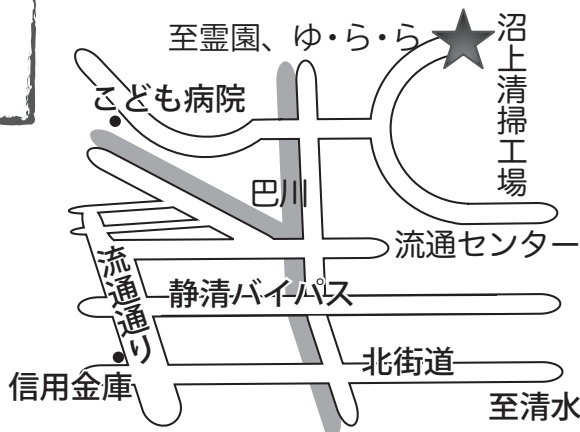 至霊園、ゆ・ら・ら
沼上清掃工場
こども病院
巴川
流通センター
流通通り
静清バイパス
北街道
信用金庫
至清水